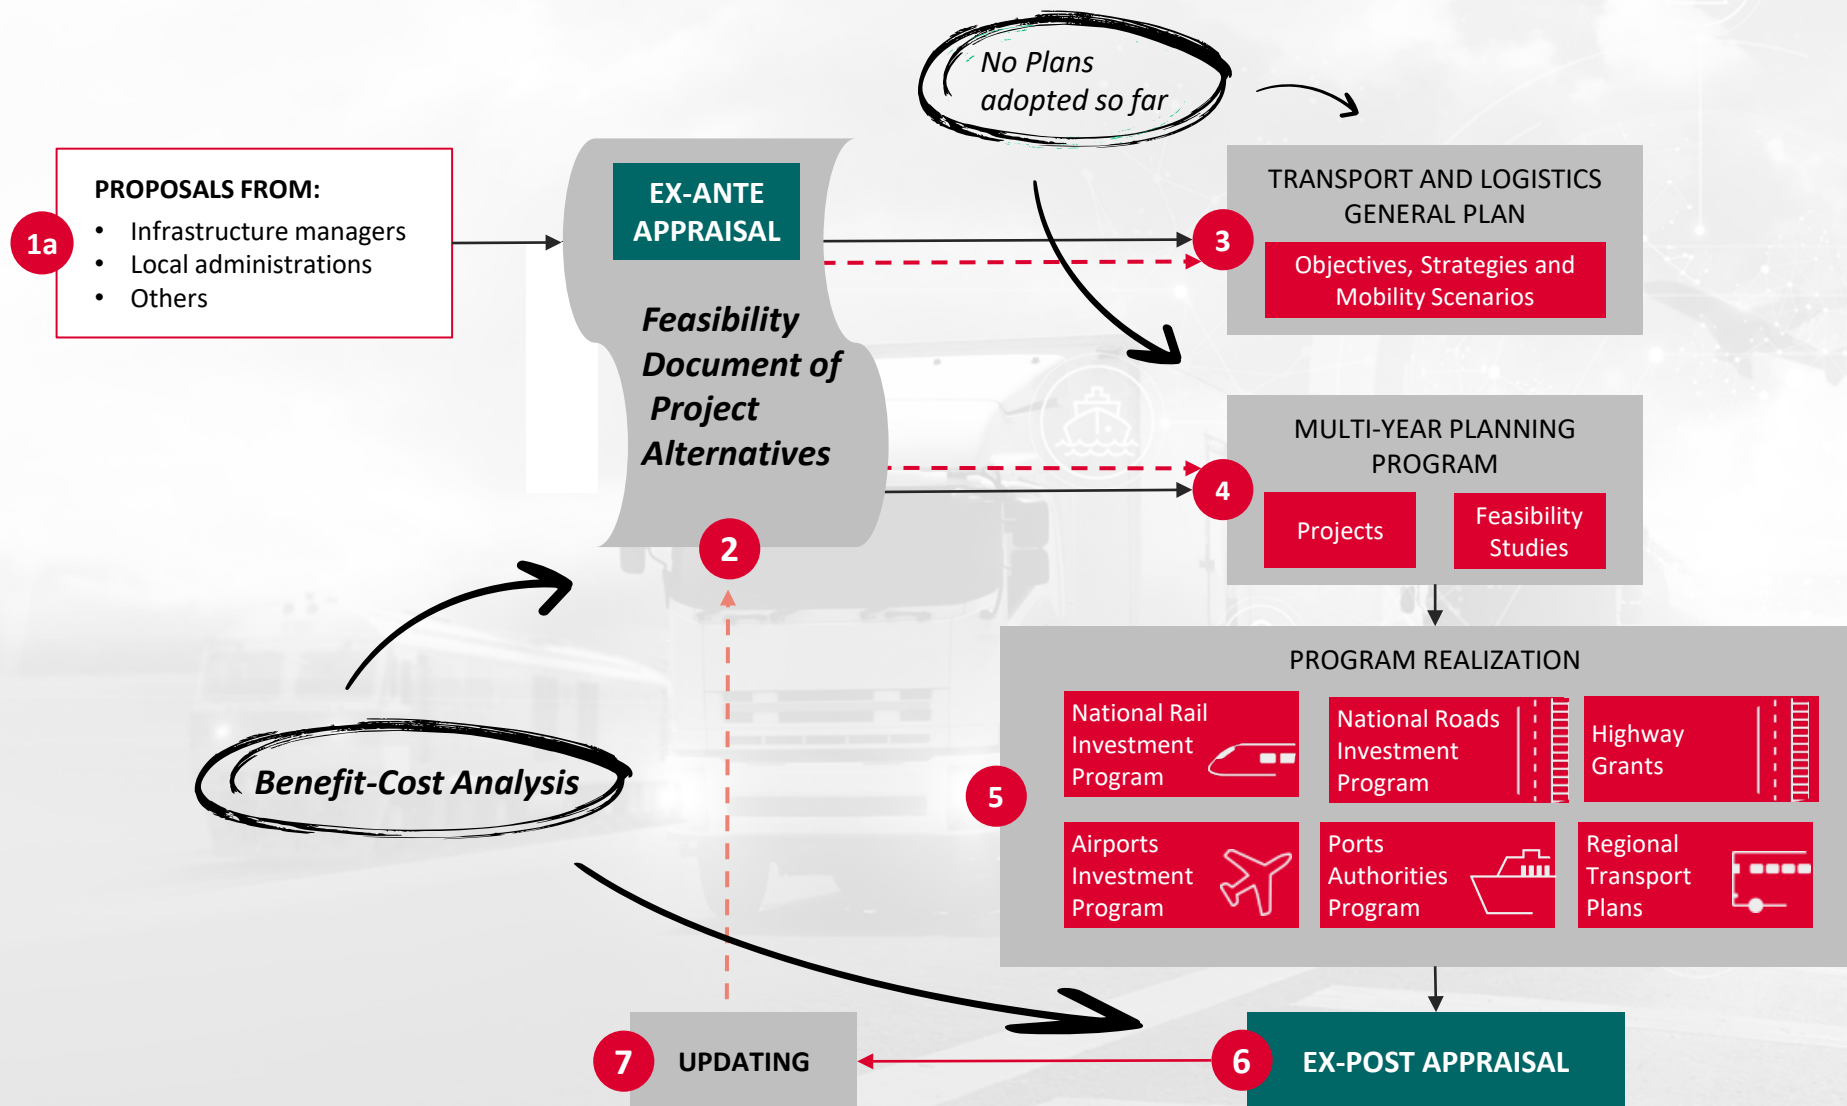 No Plans
adopted so far
1a
PROPOSALS FROM:
• Infrastructure managers
• Local administrations
• Others
EX-ANTE
APPRAISAL
Feasibility
Document of
Project
Alternatives
2
3
TRANSPORT AND LOGISTICS
GENERAL PLAN
Objectives, Strategies and
Mobility Scenarios
4
MULTI-YEAR PLANNING
PROGRAM
Projects
Feasibility
Studies
5
PROGRAM REALIZATION
National Rail
Investment
Program
National Roads
Investment
Program
Highway
Grants
Airports
Investment
Program
Ports
Authorities
Program
Regional
Transport
Plans
Benefit-Cost Analysis
6
EX-POST APPRAISAL
7
UPDATING